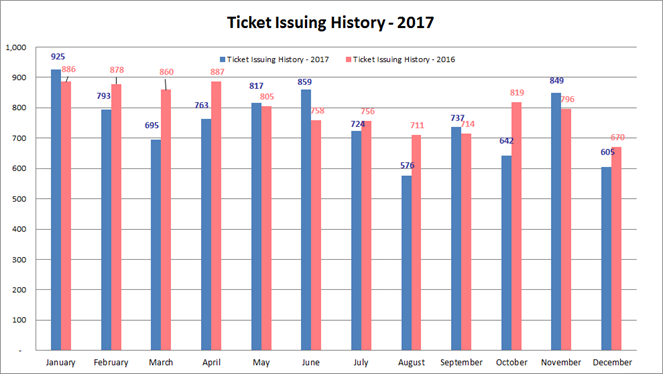 Ticket Issuing History - 2017
Ticket Issuing History - 2017 Ticket Issuing History - 2016
1,000
900
800
700
600
500
400
300
200
100
-
925 886 793 878 695 860 763 887 817 805 859 758 724 756 576 711 737 714 642 819 849 796 605 670
January February March April May June July August September October November December